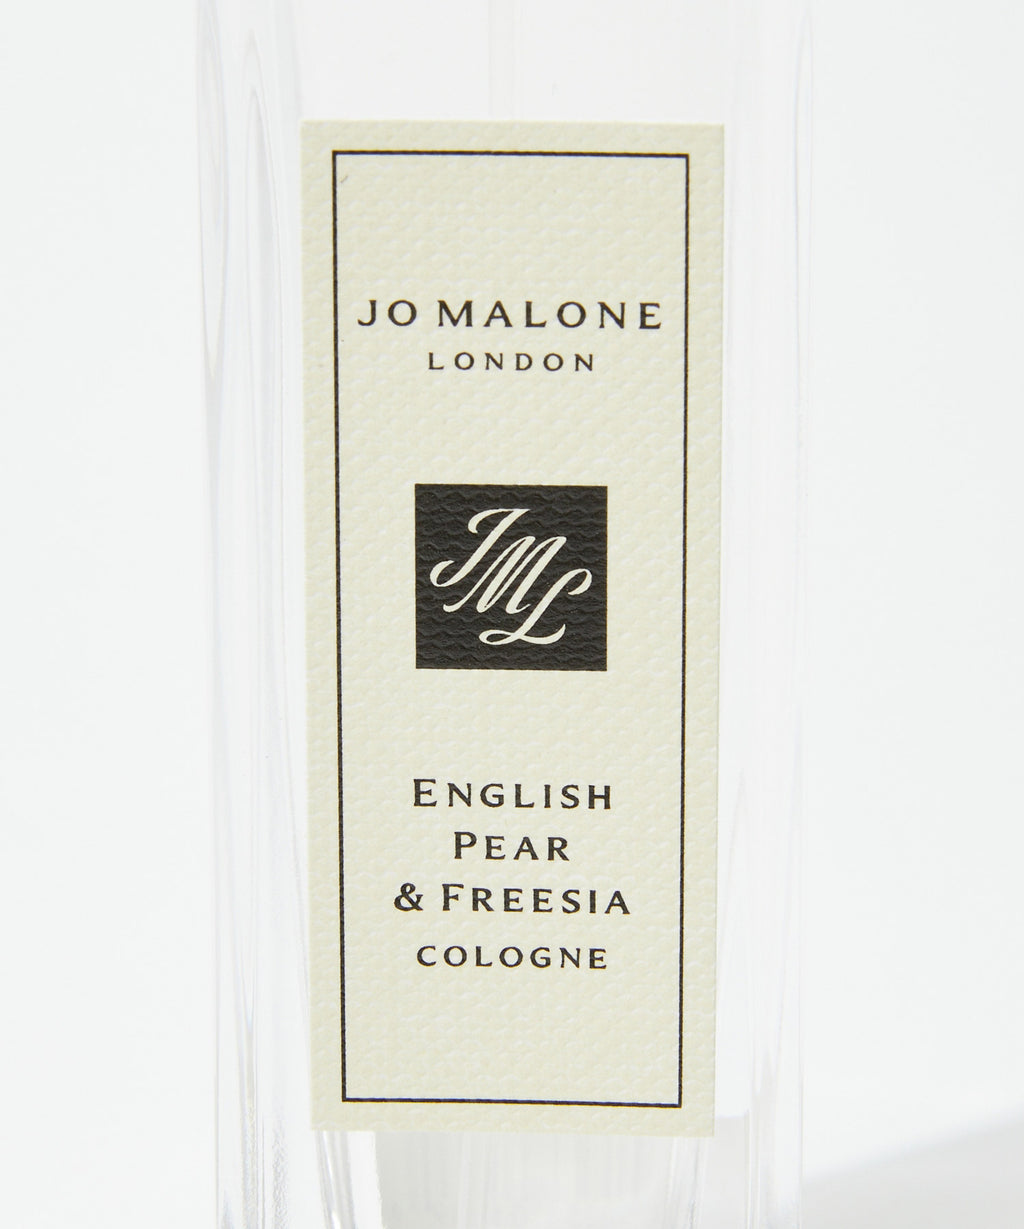 JO MALONE
LONDON
JML
ENGLISH
PEAR
& FREESIA
COLOGNE